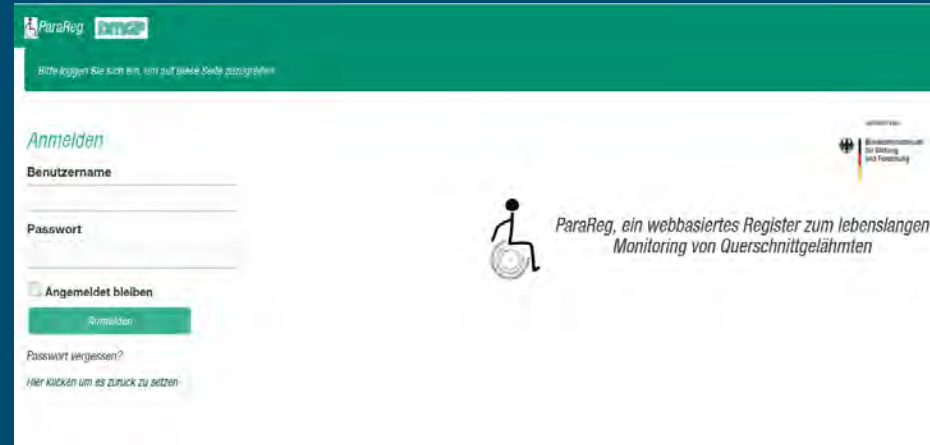 ParaReg
Bitte loggen Sie sich ein, um auf diese Seite zuzugreifen
Anmelden
Benutzername
Passwort
Angemeldet bleiben
Anmelden
Passwort vergessen?
Hier klicken um es zurück zu setzen
Bundesministerium
für Bildung
und Forschung
ParaReg, ein webbasiertes Register zum lebenslangen
Monitoring von Querschnittgelähmten